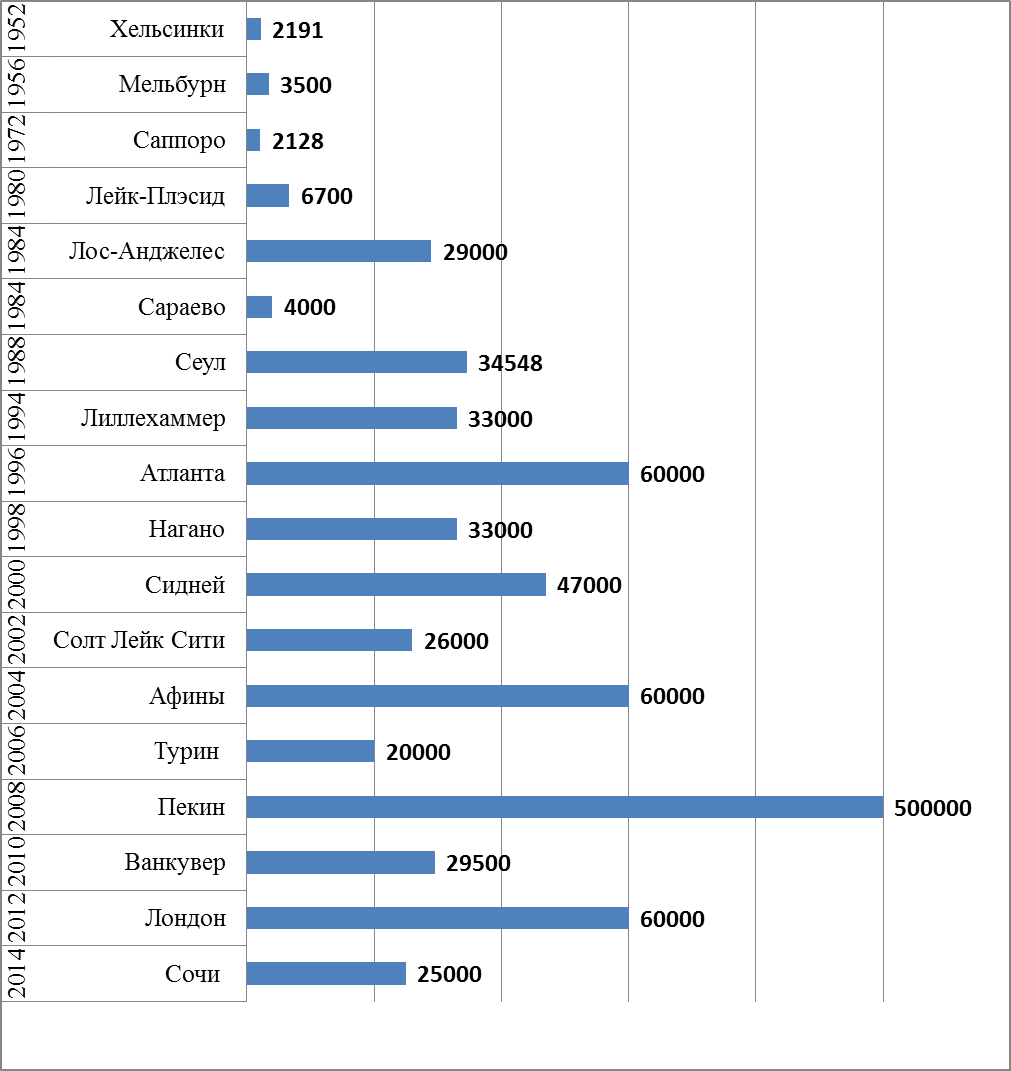 1952 Хельсинки 2191
1956 Мельбурн 3500
1972 Саппоро 2128
1980 Лейк-Плэсид 6700
1984 Лос-Анджелес 29000
1984 Сараево 4000
1988 Сеул 34548
1994 Лиллехаммер 33000
1996 Атланта 60000
1998 Нагано 33000
2000 Сидней 47000
2002 Солт Лейк Сити 26000
2004 Афины 60000
2006 Турин 20000
2008 Пекин 500000
2010 Ванкувер 29500
2012 Лондон 60000
2014 Сочи 25000